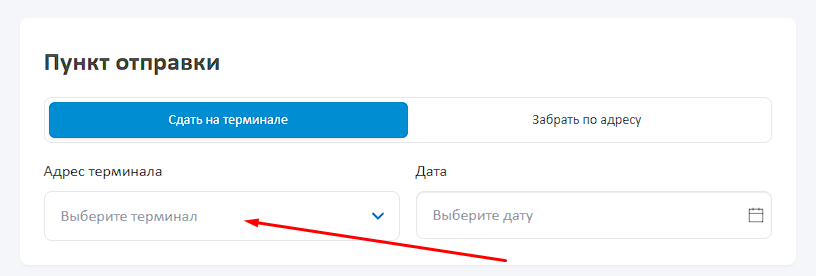 Пункт отправки
Сдать на терминале
Забрать по адресу
Адрес терминала
Дата
Выберите терминал
Выберите дату